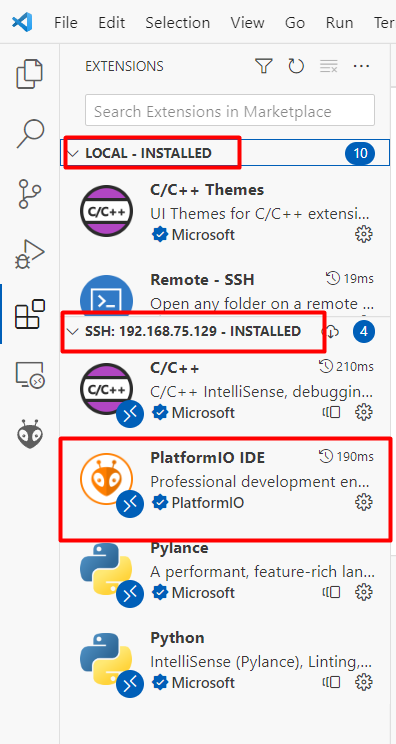 File Edit Selection View Go Run Ter
EXTENSIONS
Search Extensions in Marketplace
LOCAL - INSTALLED 10
C/C++ Themes
C/C++
UI Themes for C/C++ extensi...
Microsoft
Remote - SSH 19ms
Open any folder on a remote ...
SSH: 192.168.75.129 - INSTALLED 4
C/C++ 210ms
C/C++
C/C++ IntelliSense, debuggin...
Microsoft
PlatformIO IDE 190ms
Professional development en...
PlatformIO
Pylance
A performant, feature-rich lan...
Microsoft
Python
IntelliSense (Pylance), Linting,...
Microsoft